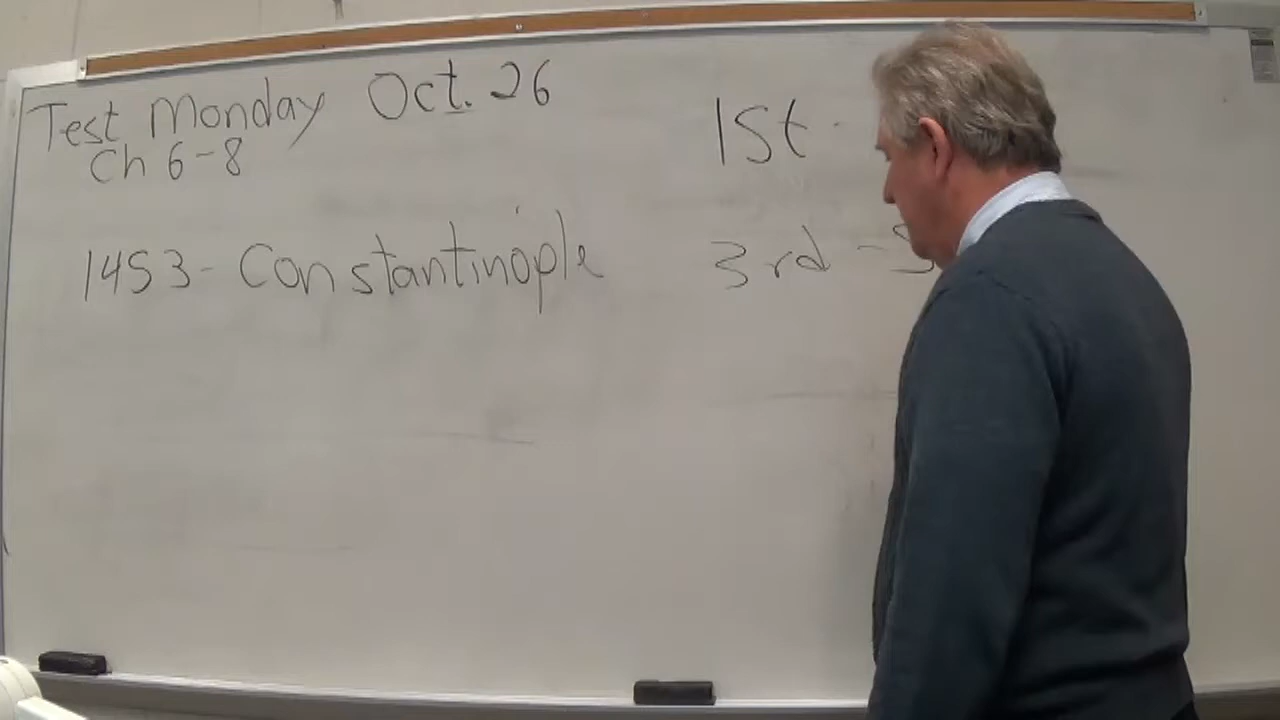 Test Monday Oct. 26
Ch 6-8
1453- Constantinople
1st -
3rd -